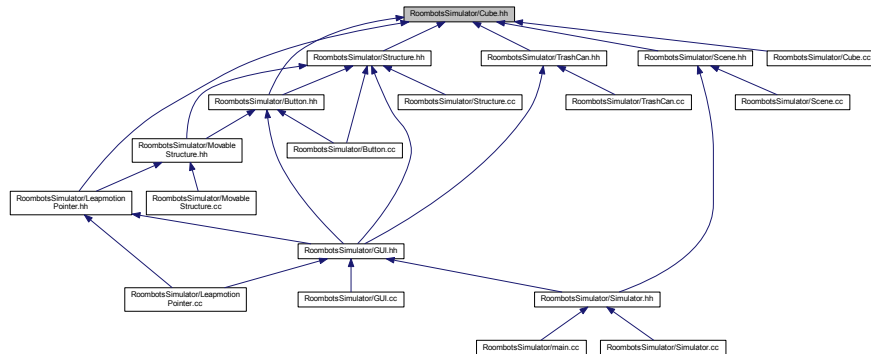 RoombotsSimulator/Cube.hh
RoombotsSimulator/Structure.hh
RoombotsSimulator/TrashCan.hh
RoombotsSimulator/Scene.hh
RoombotsSimulator/Cube.cc
RoombotsSimulator/Button.hh
RoombotsSimulator/Structure.cc
RoombotsSimulator/TrashCan.cc
RoombotsSimulator/Scene.cc
RoombotsSimulator/Movable
Structure.hh
RoombotsSimulator/Button.cc
RoombotsSimulator/Leapmotion
Pointer.hh
RoombotsSimulator/Movable
Structure.cc
RoombotsSimulator/GUI.hh
RoombotsSimulator/Leapmotion
Pointer.cc
RoombotsSimulator/GUI.cc
RoombotsSimulator/Simulator.hh
RoombotsSimulator/main.cc
RoombotsSimulator/Simulator.cc